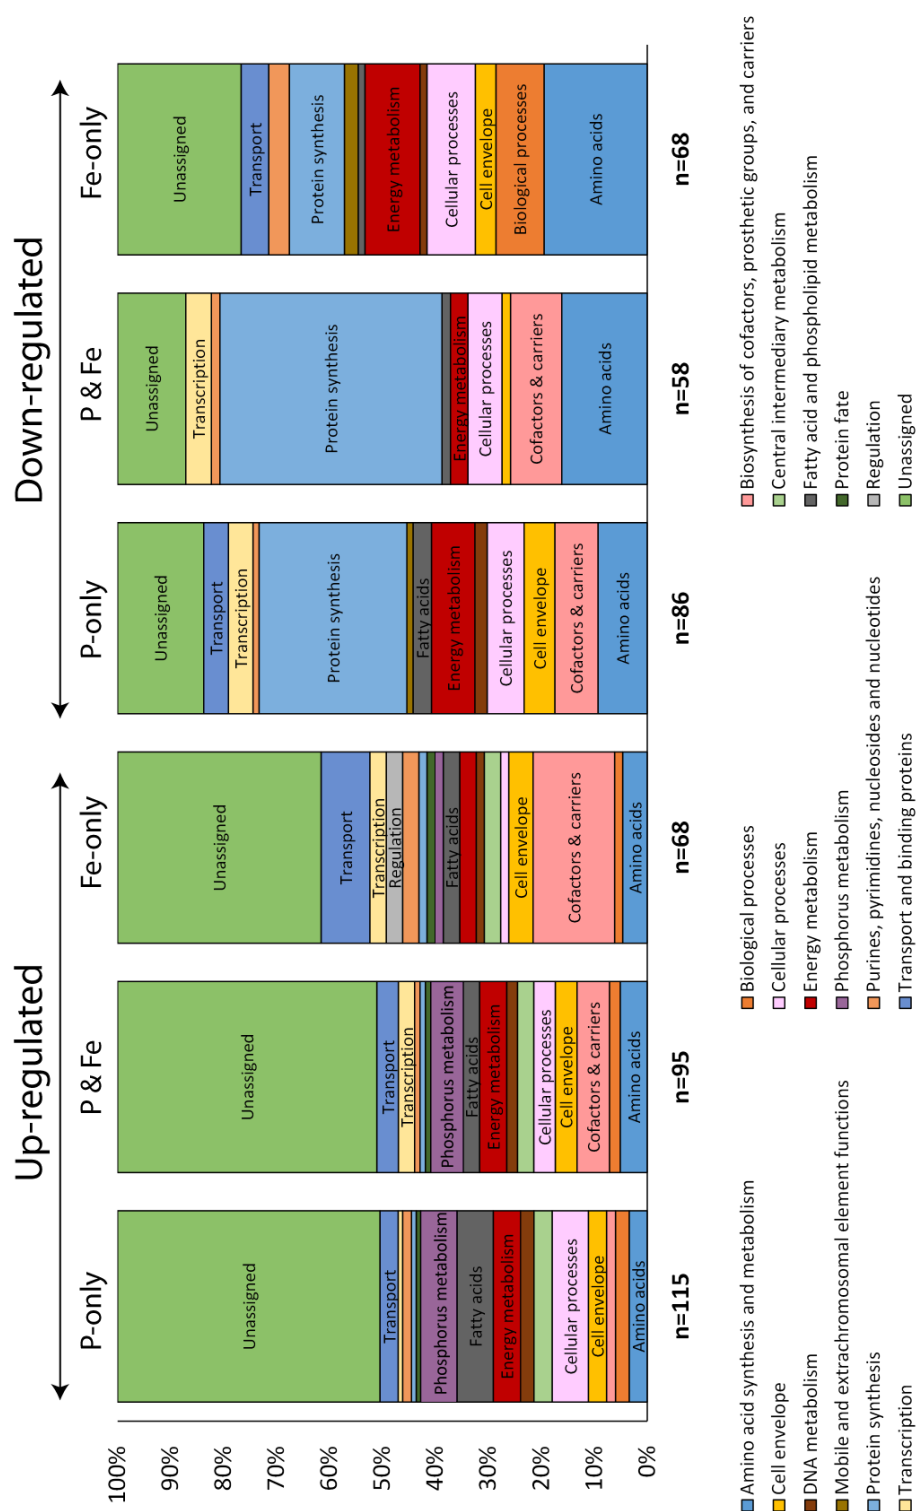 Up-regulated
Down-regulated
P-only
P & Fe
Fe-only
P-only
P & Fe
Fe-only
100%
90%
80%
70%
60%
50%
40%
30%
20%
10%
0%
Unassigned
Transport
Phosphorus metabolism
Fatty acids
Energy metabolism
Cellular processes
Cell envelope
Amino acids
Unassigned
Transport
Transcription
Phosphorus metabolism
Fatty acids
Energy metabolism
Cellular processes
Cell envelope
Cofactors & carriers
Amino acids
Unassigned
Transport
Transcription
Regulation
Fatty acids
Cell envelope
Cofactors & carriers
Amino acids
Unassigned
Transport
Transcription
Protein synthesis
Fatty acids
Energy metabolism
Cellular processes
Cell envelope
Cofactors & carriers
Amino acids
Unassigned
Transcription
Protein synthesis
Energy metabolism
Cellular processes
Cofactors & carriers
Amino acids
Unassigned
Transport
Protein synthesis
Energy metabolism
Cellular processes
Cell envelope
Biological processes
Amino acids
n=115
n=95
n=68
n=86
n=58
n=68
Amino acid synthesis and metabolism
Biological processes
Biosynthesis of cofactors, prosthetic groups, and carriers
Cell envelope
Cellular processes
Central intermediary metabolism
DNA metabolism
Energy metabolism
Fatty acid and phospholipid metabolism
Mobile and extrachromosomal element functions
Phosphorus metabolism
Protein fate
Protein synthesis
Purines, pyrimidines, nucleosides and nucleotides
Regulation
Transcription
Transport and binding proteins
Unassigned